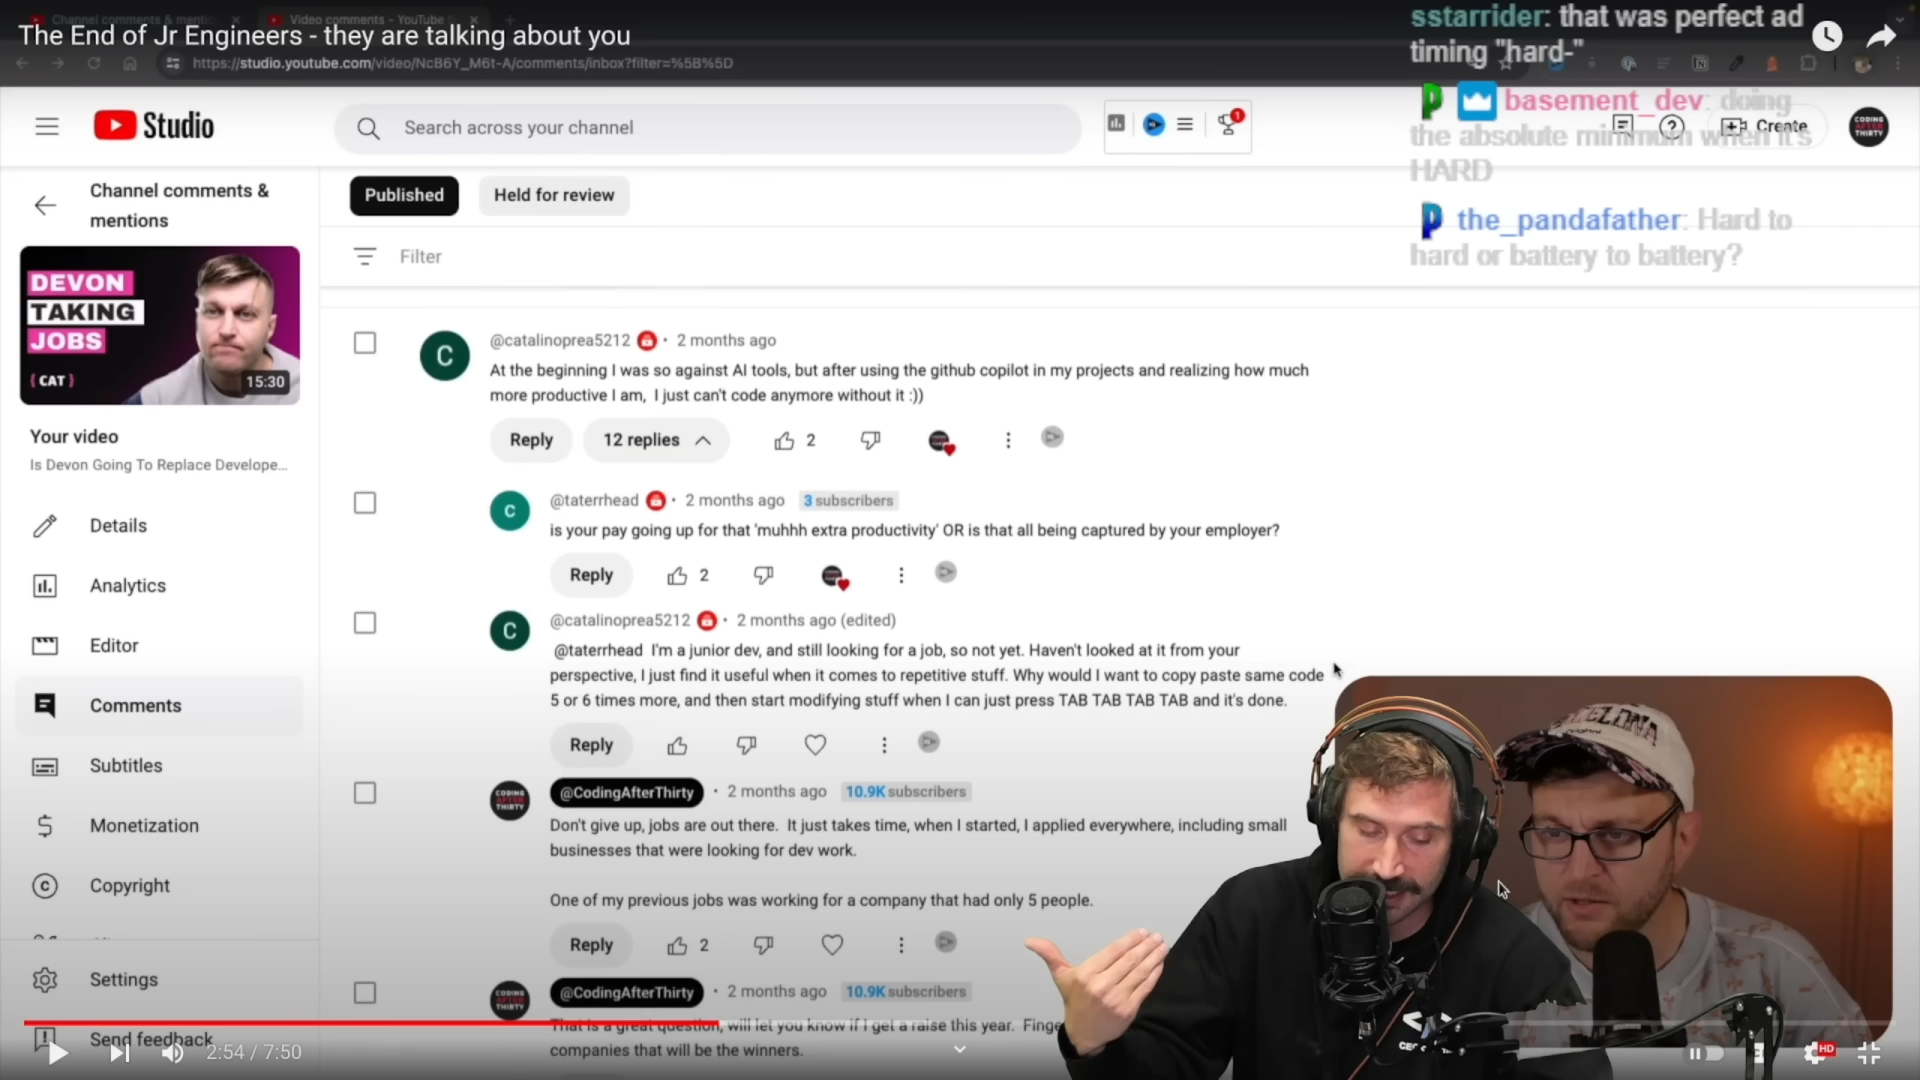 Channel comments & menti
Video comments - YouTube
The End of Jr Engineers - they are talking about you
https://studio.youtube.com/video/NcB6Y_M6t-A/comments/inbox?filter=%5B%5D
sstarrider: that was perfect ad
timing "hard-"
basement_dev: doing
the absolute minimum when it's
HARD
the_pandafather: Hard to
hard or battery to battery?
Studio
Search across your channel
1
Create
CODING
AFTER
THIRTY
Channel comments &
mentions
Published
Held for review
Filter
DEVON
TAKING
JOBS
{ CAT }
15:30
Your video
Is Devon Going To Replace Develope...
Details
Analytics
Editor
Comments
Subtitles
Monetization
Copyright
Settings
Send feedback
C
@catalinoprea5212 • 2 months ago
At the beginning I was so against AI tools, but after using the github copilot in my projects and realizing how much
more productive I am, I just can't code anymore without it :))
Reply
12 replies
2
C
@taterrhead • 2 months ago 3 subscribers
is your pay going up for that 'muhhh extra productivity' OR is that all being captured by your employer?
Reply
2
C
@catalinoprea5212 • 2 months ago (edited)
@taterrhead I'm a junior dev, and still looking for a job, so not yet. Haven't looked at it from your
perspective, I just find it useful when it comes to repetitive stuff. Why would I want to copy paste same code
5 or 6 times more, and then start modifying stuff when I can just press TAB TAB TAB TAB and it's done.
Reply
CODING
AFTER
THIRTY
@CodingAfterThirty • 2 months ago 10.9K subscribers
Don't give up, jobs are out there. It just takes time, when I started, I applied everywhere, including small
businesses that were looking for dev work.
One of my previous jobs was working for a company that had only 5 people.
Reply
2
CODING
AFTER
THIRTY
@CodingAfterThirty • 2 months ago 10.9K subscribers
That is a great question, will let you know if I get a raise this year. Finge
companies that will be the winners.
2:54 / 7:50
HD